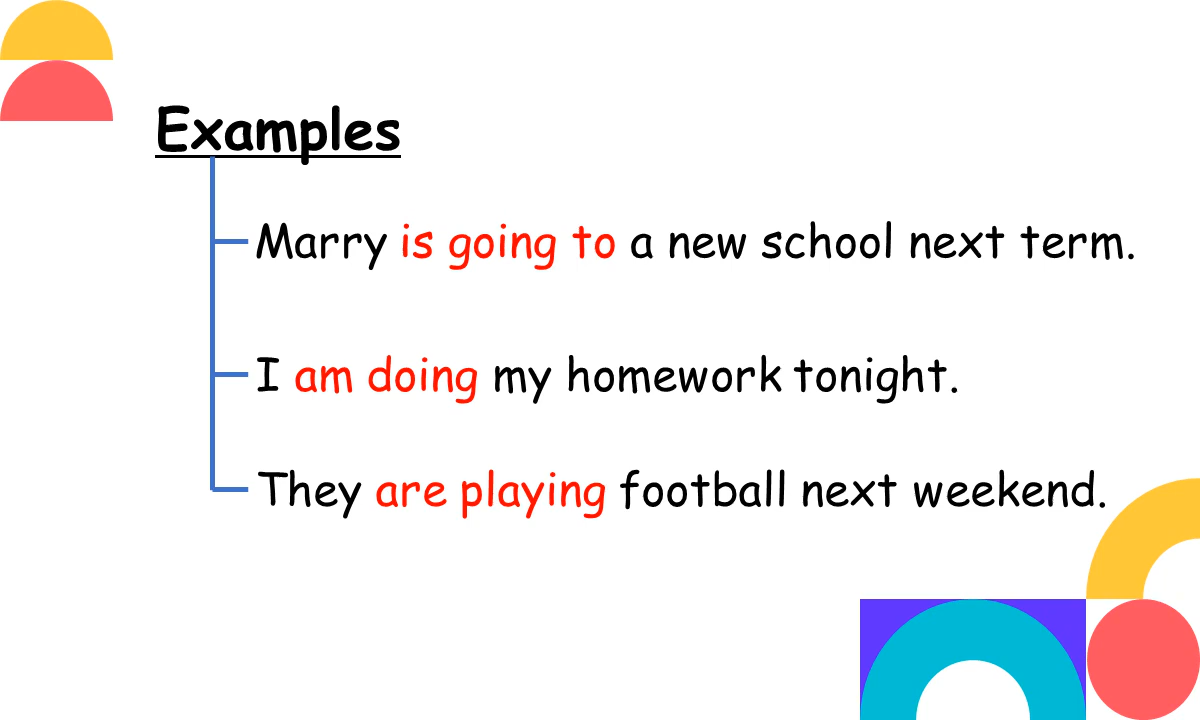 Examples
Marry is going to a new school next term.
I am doing my homework tonight.
They are playing football next weekend.